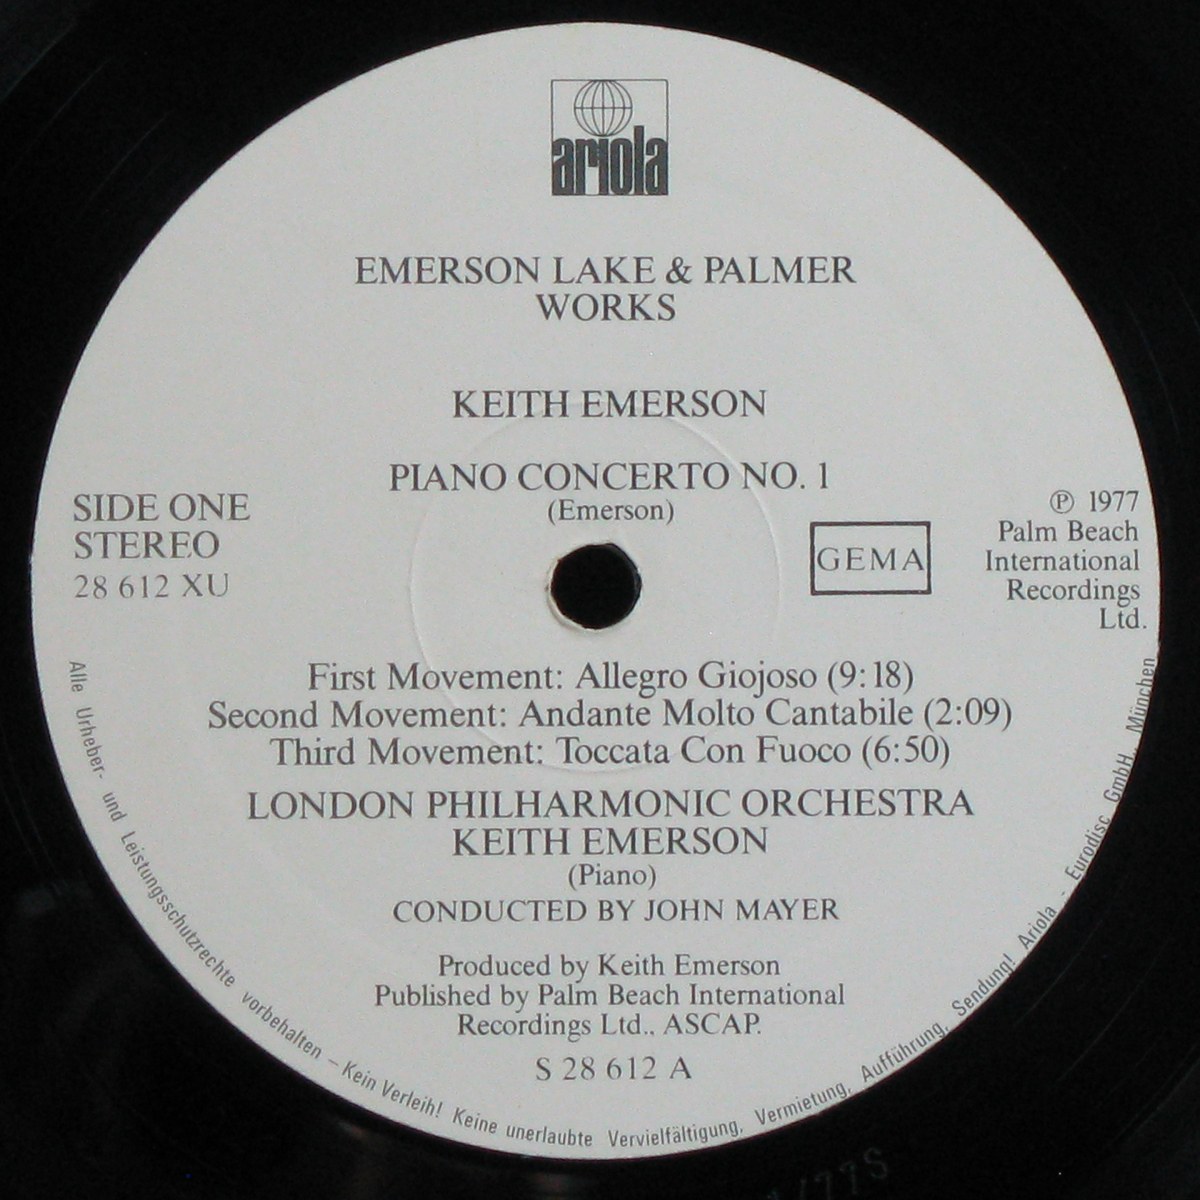 ariola
EMERSON LAKE & PALMER
WORKS
KEITH EMERSON
PIANO CONCERTO NO. 1
(Emerson)
SIDE ONE
STEREO
28 612 XU
GEMA
℗ 1977
Palm Beach
International
Recordings
Ltd.
First Movement: Allegro Giojoso (9:18)
Second Movement: Andante Molto Cantabile (2:09)
Third Movement: Toccata Con Fuoco (6:50)
LONDON PHILHARMONIC ORCHESTRA
KEITH EMERSON
(Piano)
CONDUCTED BY JOHN MAYER
Produced by Keith Emerson
Published by Palm Beach International
Recordings Ltd., ASCAP.
S 28 612 A
Alle Urheber- und Leistungsschutzrechte vorbehalten – Kein Verleih! Keine unerlaubte Vervielfältigung, Vermietung, Aufführung, Sendung! Ariola - Eurodisc GmbH, München